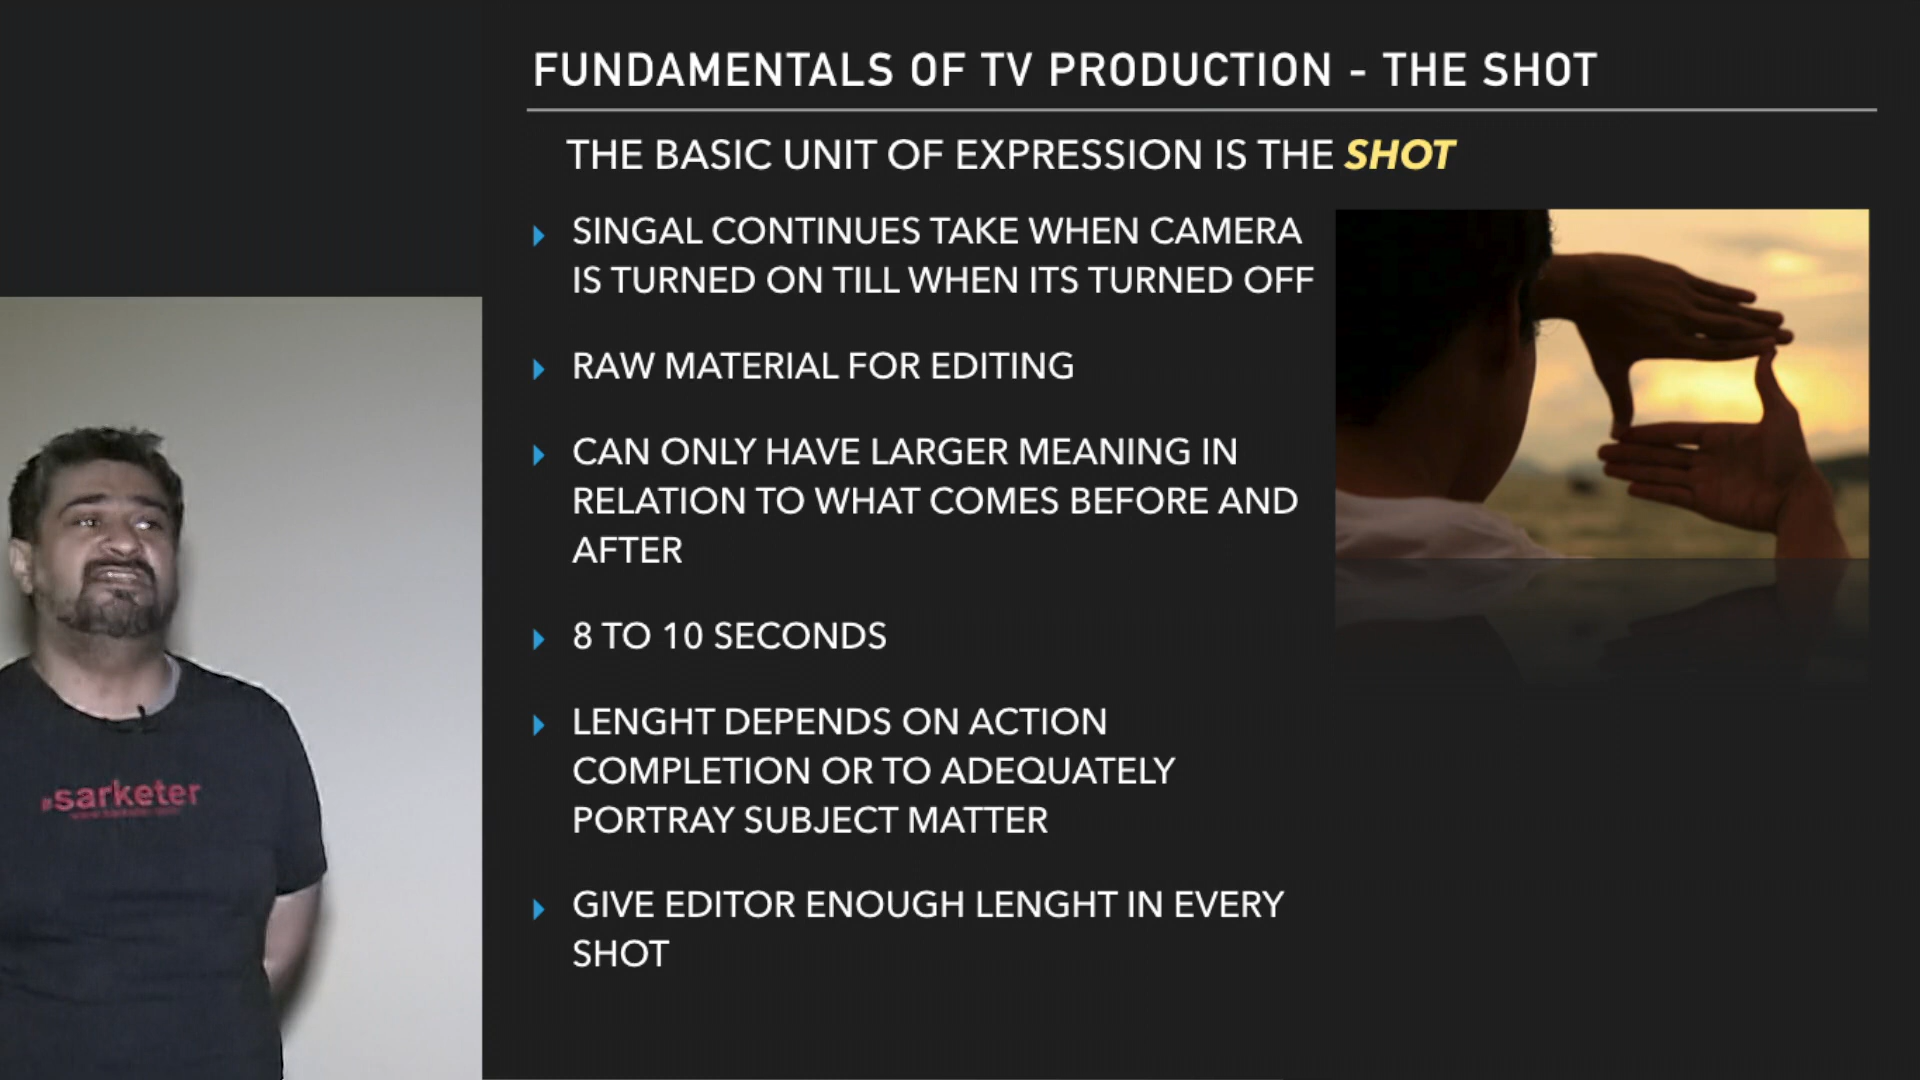 FUNDAMENTALS OF TV PRODUCTION - THE SHOT
THE BASIC UNIT OF EXPRESSION IS THE SHOT
SINGAL CONTINUES TAKE WHEN CAMERA
IS TURNED ON TILL WHEN ITS TURNED OFF
RAW MATERIAL FOR EDITING
CAN ONLY HAVE LARGER MEANING IN
RELATION TO WHAT COMES BEFORE AND
AFTER
8 TO 10 SECONDS
LENGHT DEPENDS ON ACTION
COMPLETION OR TO ADEQUATELY
PORTRAY SUBJECT MATTER
GIVE EDITOR ENOUGH LENGHT IN EVERY
SHOT
#sarketer